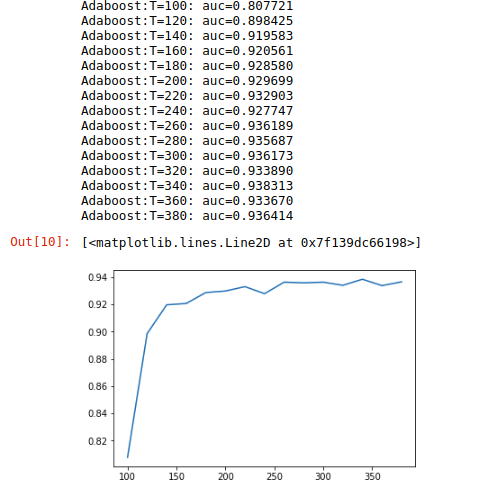 Adaboost:T=100: auc=0.807721
Adaboost:T=120: auc=0.898425
Adaboost:T=140: auc=0.919583
Adaboost:T=160: auc=0.920561
Adaboost:T=180: auc=0.928580
Adaboost:T=200: auc=0.929699
Adaboost:T=220: auc=0.932903
Adaboost:T=240: auc=0.927747
Adaboost:T=260: auc=0.936189
Adaboost:T=280: auc=0.935687
Adaboost:T=300: auc=0.936173
Adaboost:T=320: auc=0.933890
Adaboost:T=340: auc=0.938313
Adaboost:T=360: auc=0.933670
Adaboost:T=380: auc=0.936414
Out[10]: [<matplotlib.lines.Line2D at 0x7f139dc66198>]
0.94
0.92
0.90
0.88
0.86
0.84
0.82
100 150 200 250 300 350